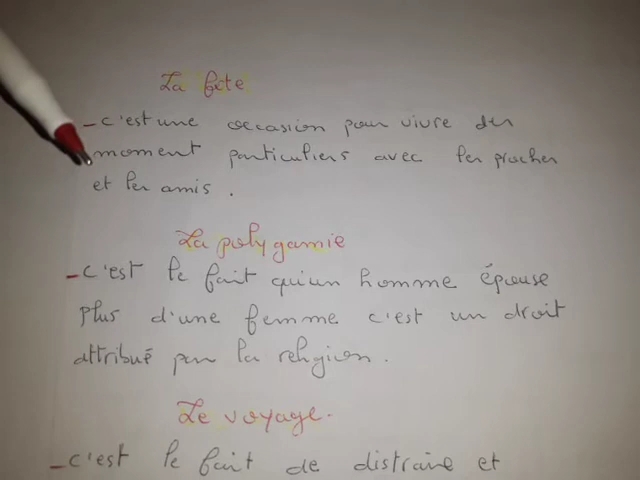 La fête
- c'est une occasion pour vivre des
moment particuliers avec les proches
et les amis.
La polygamie
- c'est le fait qu'un homme épouse
plus d'une femme c'est un droit
attribué par la religion.
Le voyage.
- c'est le fait de distraire et